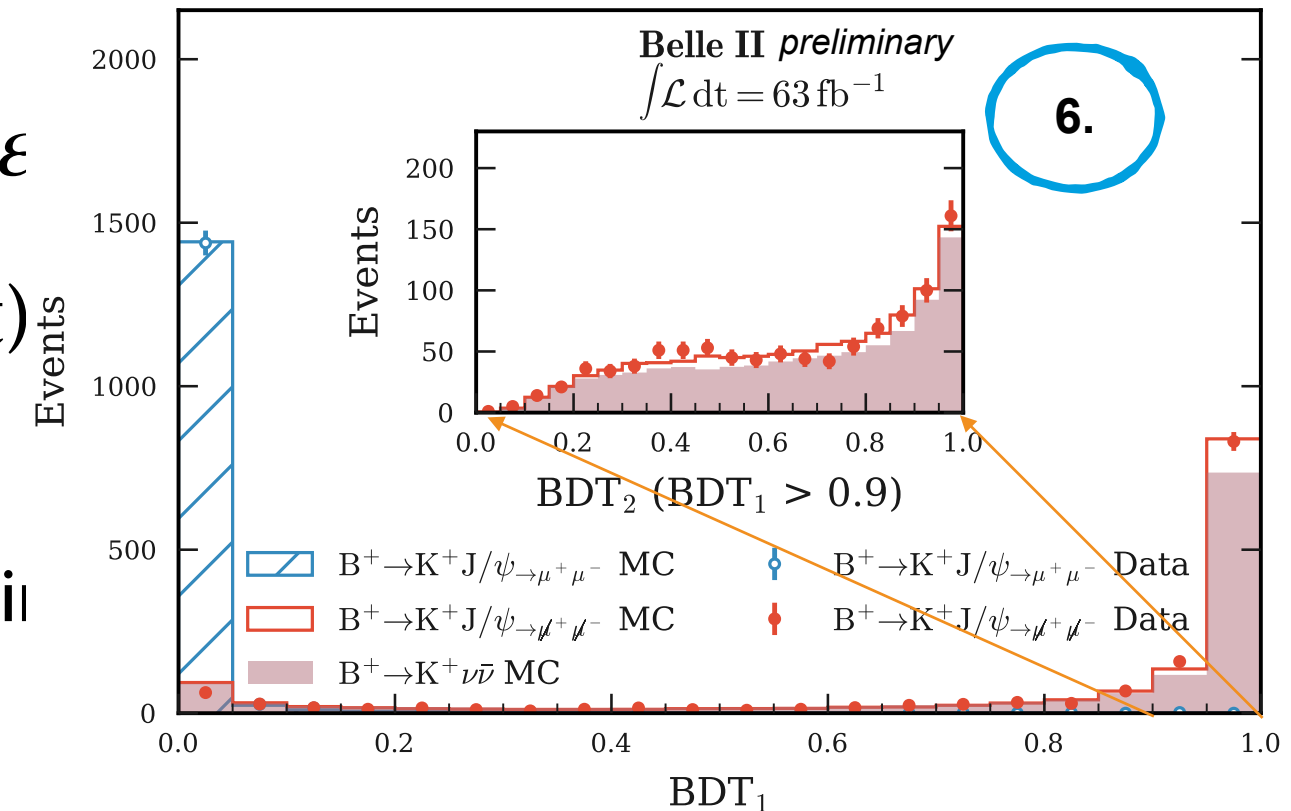 Belle II preliminary
∫ℒ dt = 63 fb⁻¹
6.
ε
t)
ii
Events
2000
1500
1000
500
0
0.0 0.2 0.4 0.6 0.8 1.0
BDT₁
Events
200
150
100
50
0
0.0 0.2 0.4 0.6 0.8 1.0
BDT₂ (BDT₁ > 0.9)
B⁺→K⁺J/ψ→μ⁺μ⁻ MC
B⁺→K⁺J/ψ→μ̸⁺μ̸⁻ MC
B⁺→K⁺νν̄ MC
B⁺→K⁺J/ψ→μ⁺μ⁻ Data
B⁺→K⁺J/ψ→μ̸⁺μ̸⁻ Data